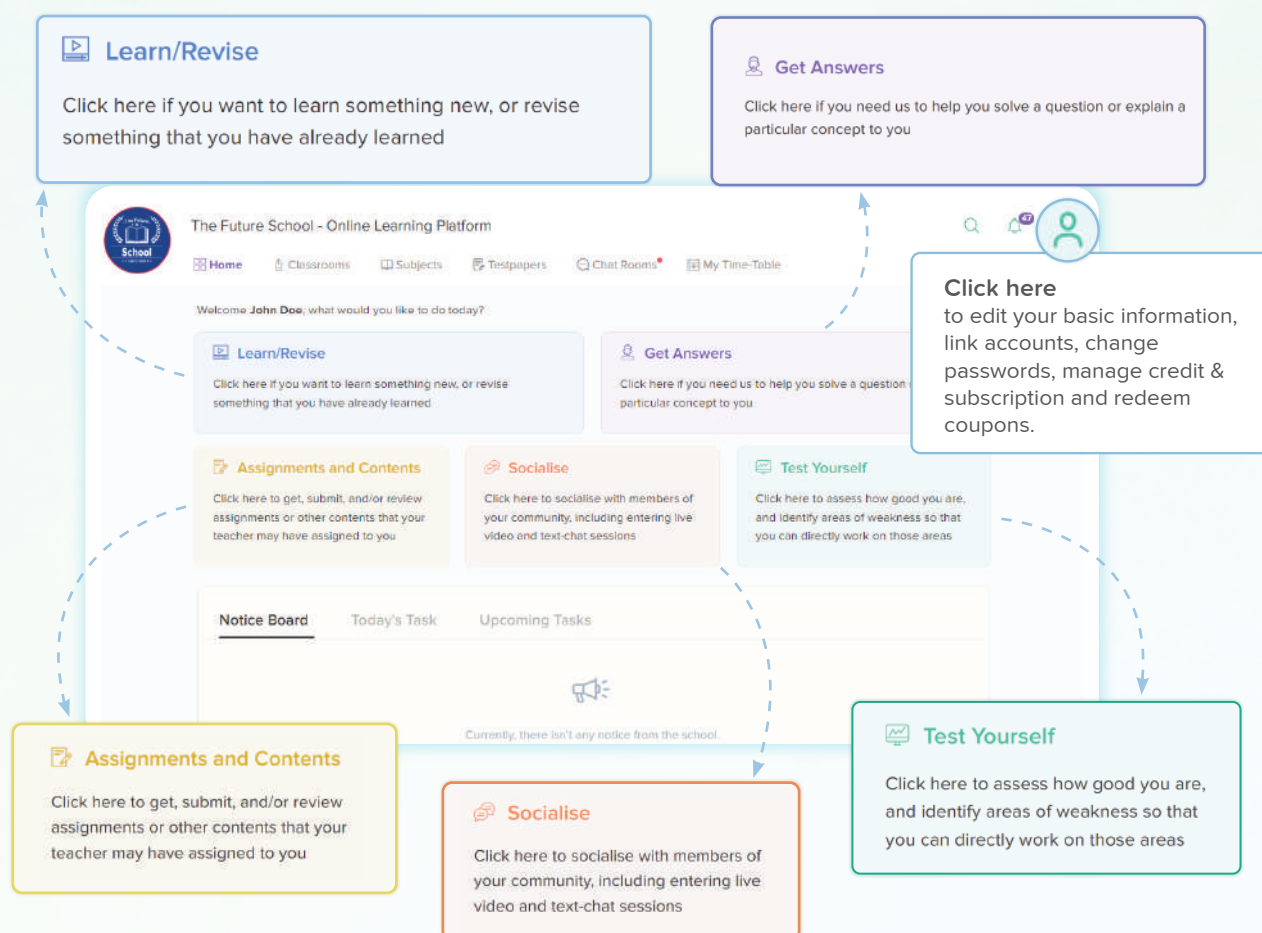 Learn/Revise
Click here if you want to learn something new, or revise
something that you have already learned
Get Answers
Click here if you need us to help you solve a question or explain a
particular concept to you
The Future School - Online Learning Platform
47
School
Home
Classrooms
Subjects
Testpapers
Chat Rooms
My Time-Table
Click here
to edit your basic information,
link accounts, change
passwords, manage credit &
subscription and redeem
coupons.
Welcome John Doe, what would you like to do today?
Learn/Revise
Click here if you want to learn something new, or revise
something that you have already learned
Get Answers
Click here if you need us to help you solve a question
particular concept to you
Assignments and Contents
Click here to get, submit, and/or review
assignments or other contents that your
teacher may have assigned to you
Socialise
Click here to socialise with members of
your community, including entering live
video and text-chat sessions
Test Yourself
Click here to assess how good you are,
and identify areas of weakness so that
you can directly work on those areas
Notice Board
Today's Task
Upcoming Tasks
Currently, there isn't any notice from the school.
Assignments and Contents
Click here to get, submit, and/or review
assignments or other contents that your
teacher may have assigned to you
Socialise
Click here to socialise with members of
your community, including entering live
video and text-chat sessions
Test Yourself
Click here to assess how good you are,
and identify areas of weakness so that
you can directly work on those areas